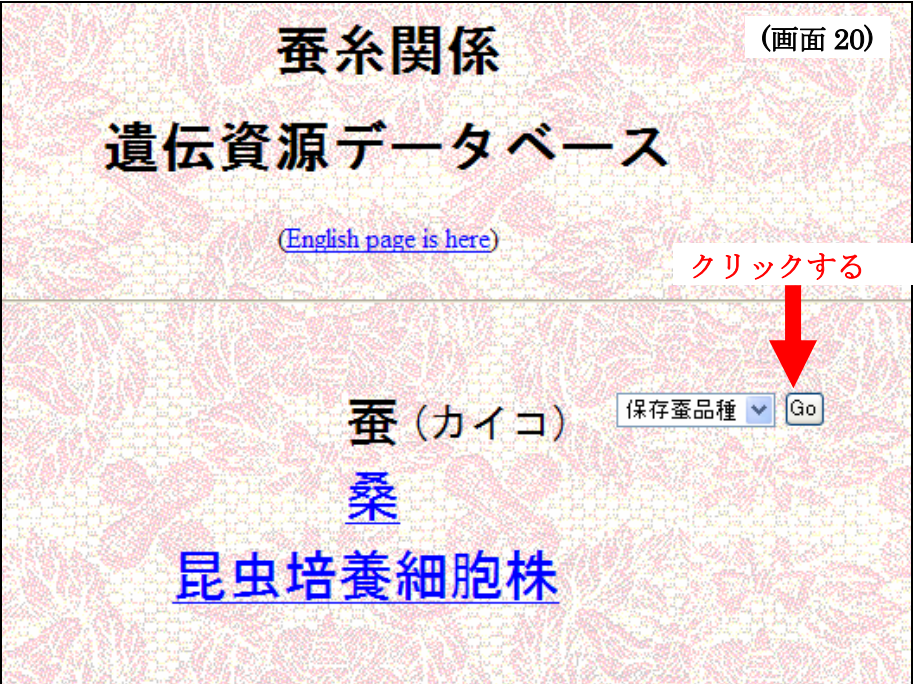 蚕糸関係
(画面 20)
遺伝資源データベース
(English page is here)
クリックする
蚕(カイコ)
保存蚕品種
Go
桑
昆虫培養細胞株